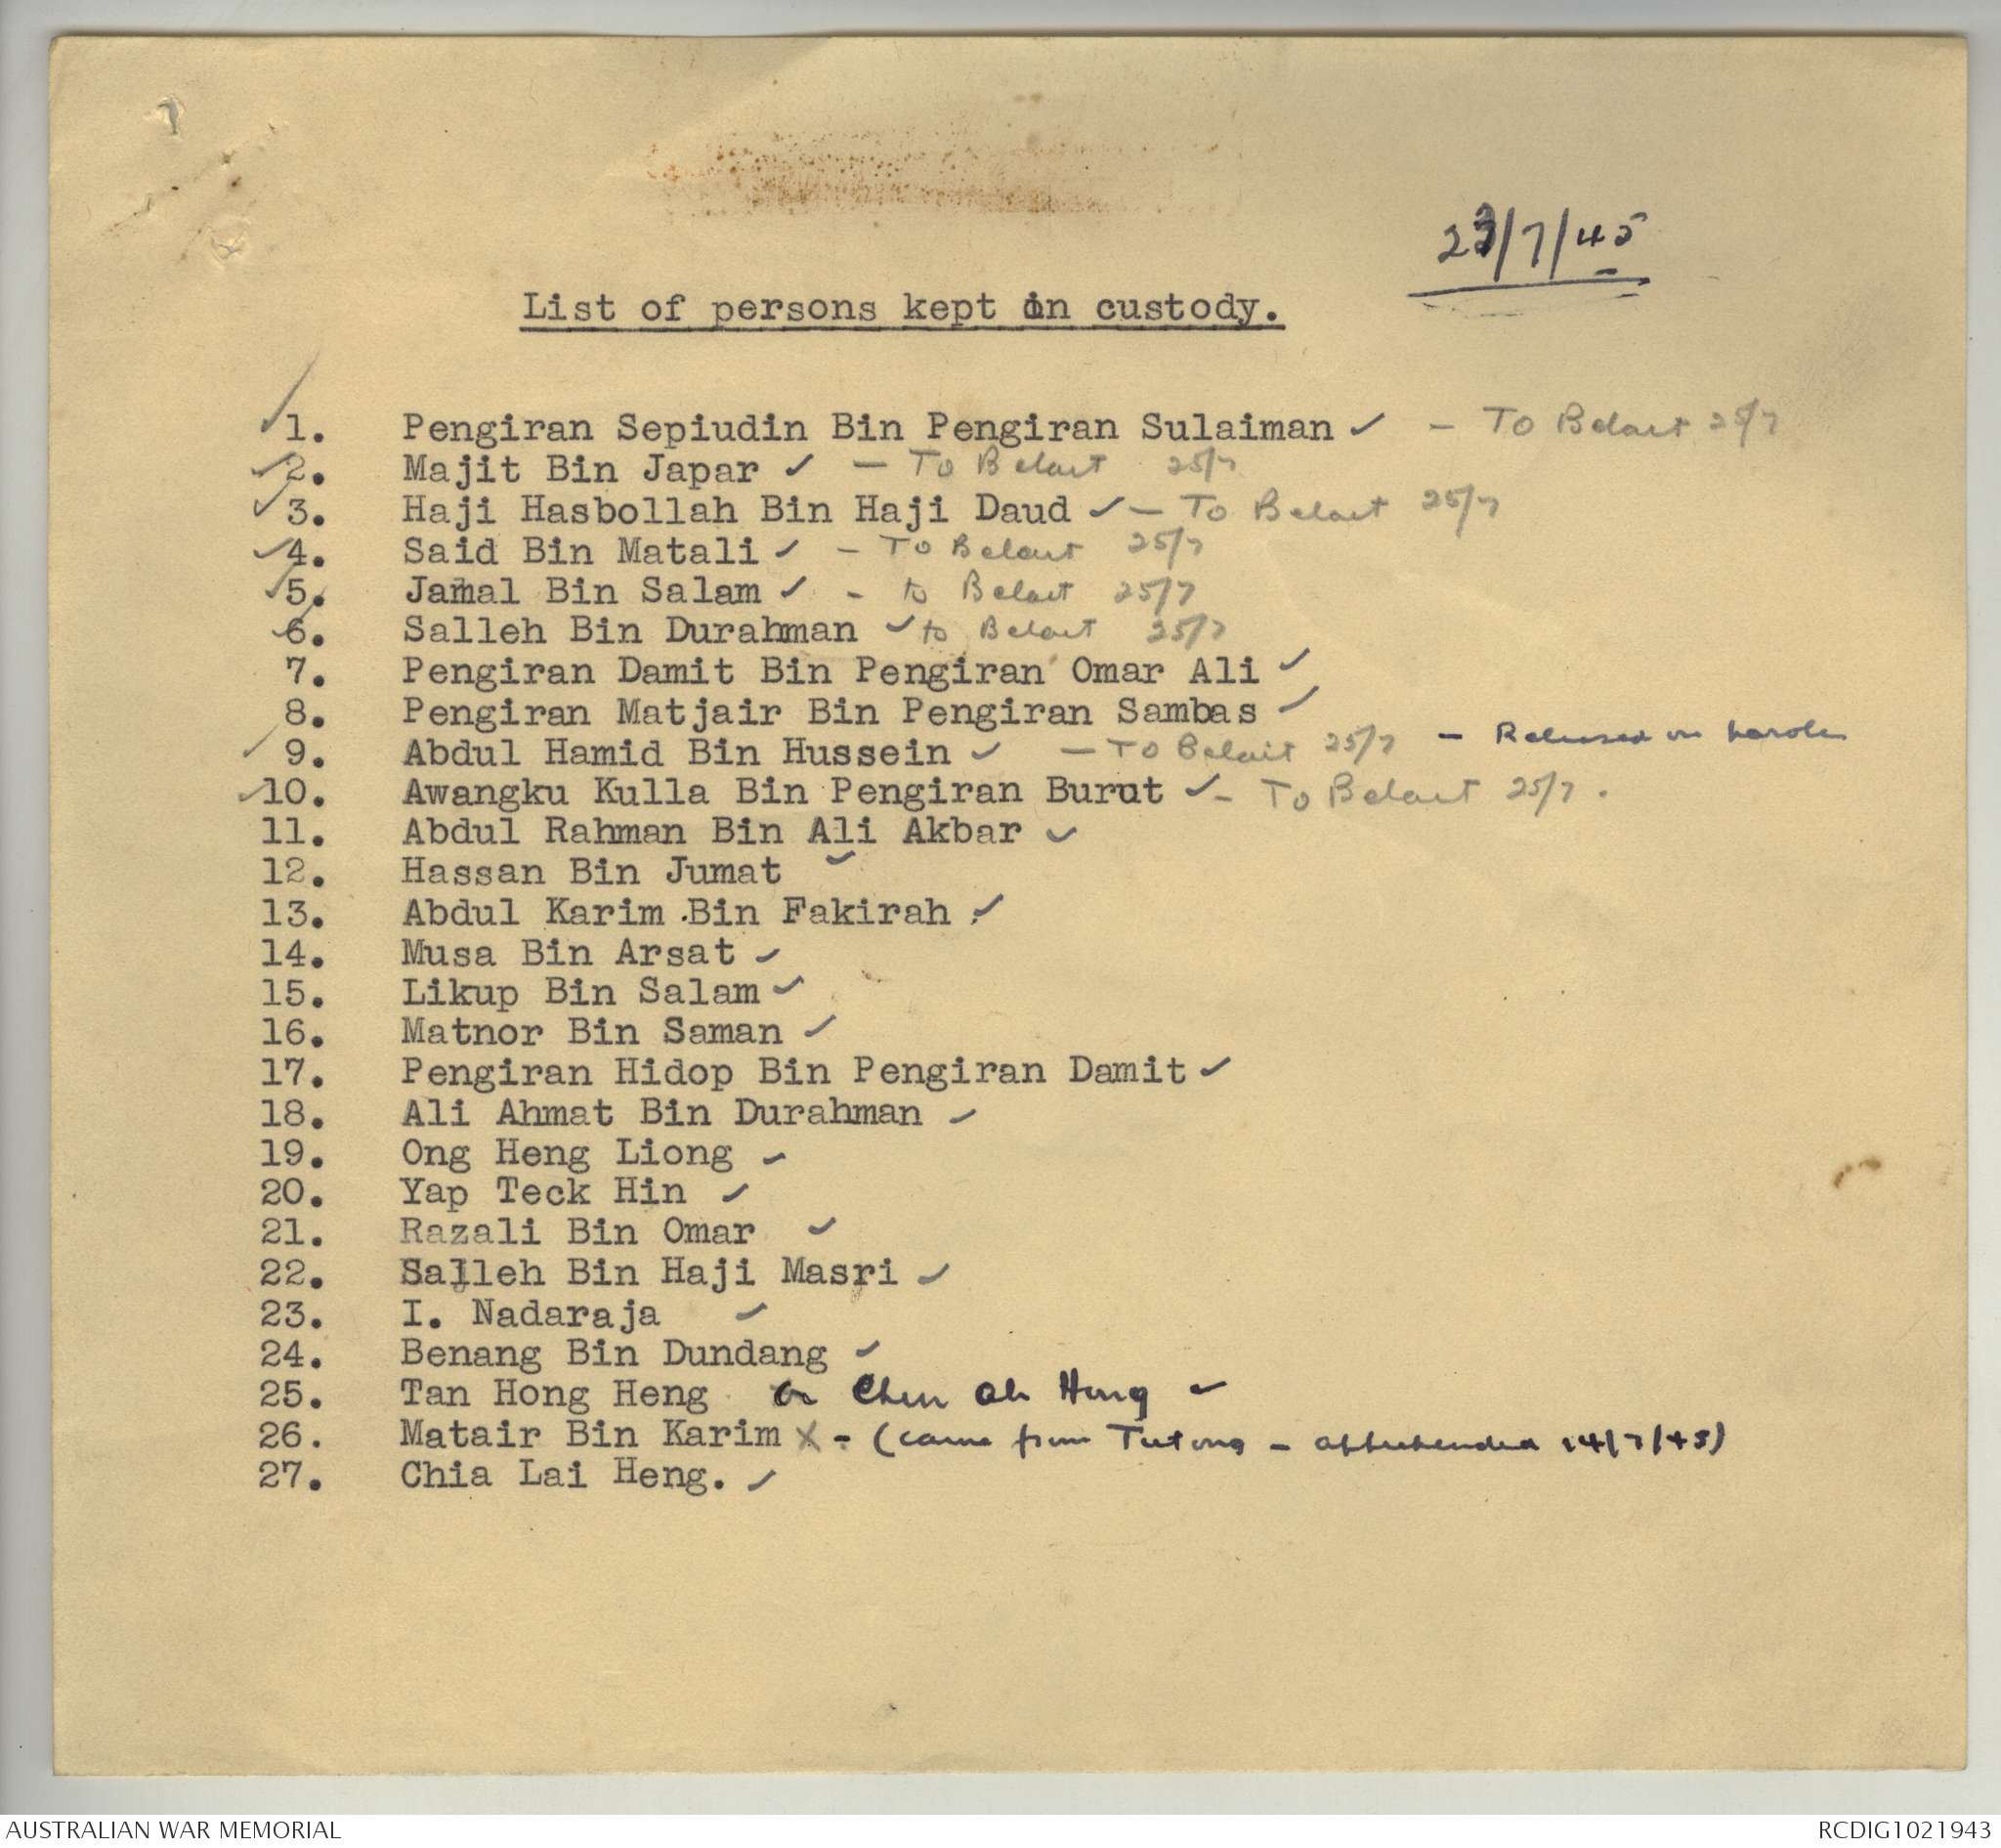 23/7/45
List of persons kept in custody.
✓ 1. Pengiran Sepiudin Bin Pengiran Sulaiman ✓ - To Belait 25/7
✓ 2. Majit Bin Japar ✓ - To Belait 25/7
✓ 3. Haji Hasbollah Bin Haji Daud ✓ - To Belait 25/7
✓ 4. Said Bin Matali ✓ - To Belait 25/7
✓ 5. Jamal Bin Salam ✓ - to Belait 25/7
✓ 6. Salleh Bin Durahman ✓ to Belait 25/7
7. Pengiran Damit Bin Pengiran Omar Ali ✓
8. Pengiran Matjair Bin Pengiran Sambas ✓
✓ 9. Abdul Hamid Bin Hussein ✓ - To Belait 25/7 - Released on parole
✓ 10. Awangku Kulla Bin Pengiran Burut ✓ - To Belait 25/7.
11. Abdul Rahman Bin Ali Akbar ✓
12. Hassan Bin Jumat ✓
13. Abdul Karim Bin Fakirah ✓
14. Musa Bin Arsat ✓
15. Likup Bin Salam ✓
16. Matnor Bin Saman ✓
17. Pengiran Hidop Bin Pengiran Damit ✓
18. Ali Ahmat Bin Durahman ✓
19. Ong Heng Liong ✓
20. Yap Teck Hin ✓
21. Razali Bin Omar ✓
22. Salleh Bin Haji Masri ✓
23. I. Nadaraja ✓
24. Benang Bin Dundang ✓
25. Tan Hong Heng or Chen Ah Hong ✓
26. Matair Bin Karim X - (came from Tutong - apprehended 14/7/45)
27. Chia Lai Heng. ✓
AUSTRALIAN WAR MEMORIAL
RCDIG1021943